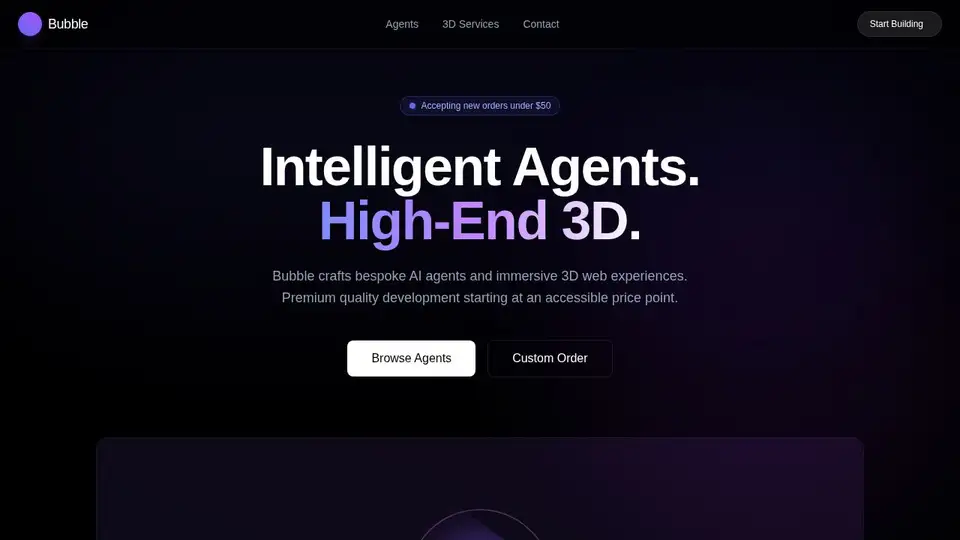 Bubble
Agents
3D Services
Contact
Start Building
Accepting new orders under $50
Intelligent Agents.
High-End 3D.
Bubble crafts bespoke AI agents and immersive 3D web experiences.
Premium quality development starting at an accessible price point.
Browse Agents
Custom Order